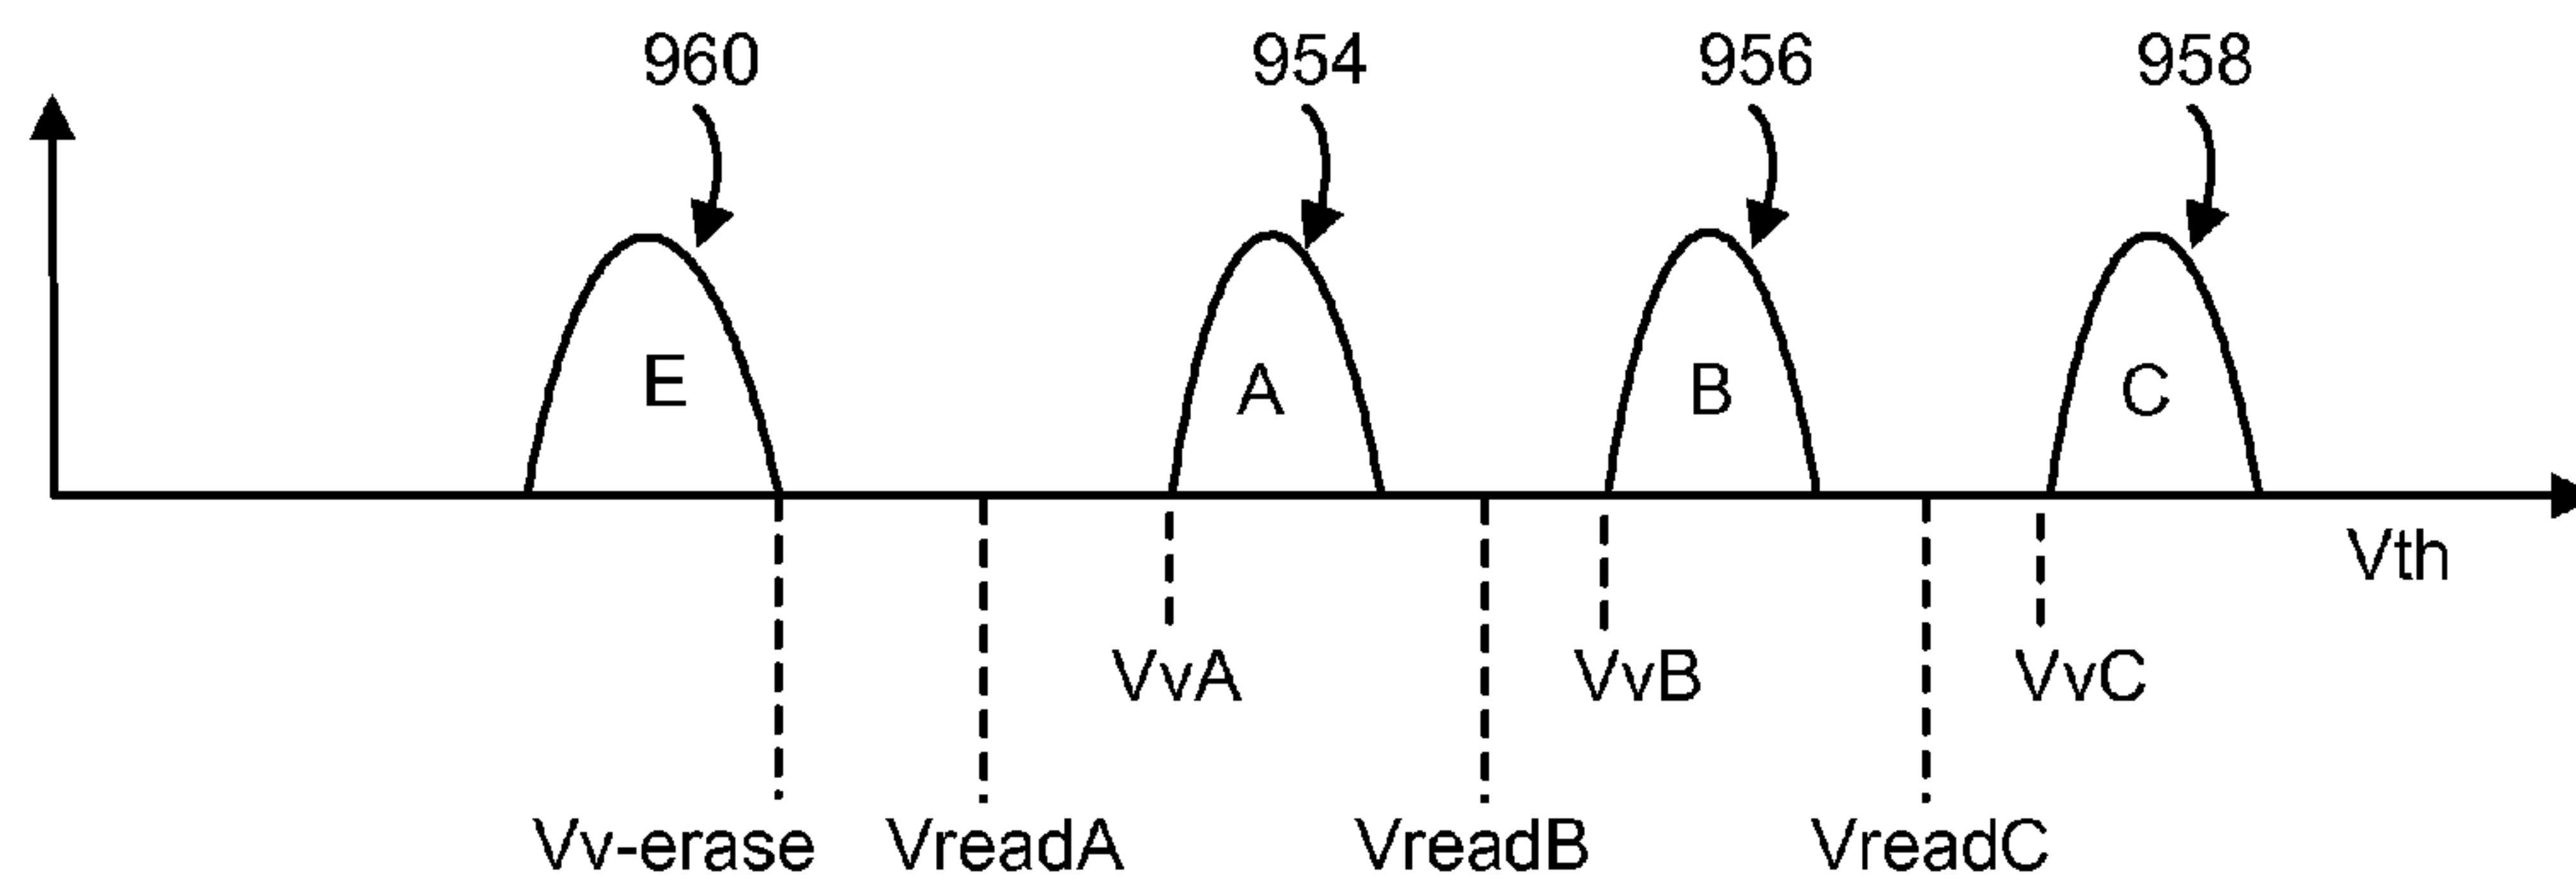 960 954 956 958
E A B C
Vth
VvA VvB VvC
Vv-erase VreadA VreadB VreadC